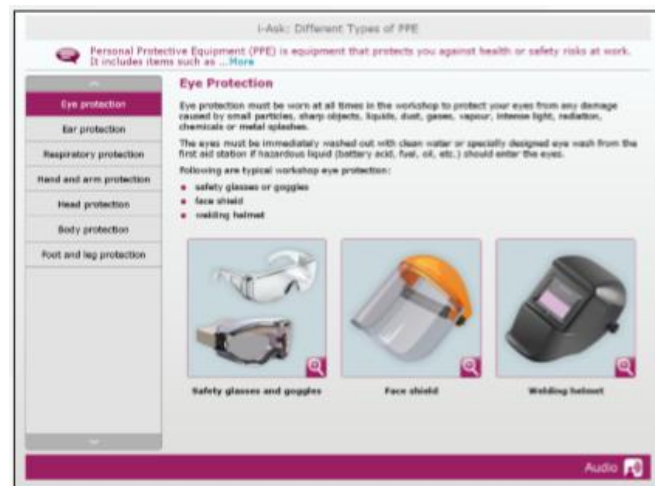 i-Ask: Different Types of PPE
Personal Protective Equipment (PPE) is equipment that protects you against health or safety risks at work.
It includes items such as ...More
Eye protection
Ear protection
Respiratory protection
Hand and arm protection
Head protection
Body protection
Foot and leg protection
Eye Protection
Eye protection must be worn at all times in the workshop to protect your eyes from any damage
caused by small particles, sharp objects, liquids, dust, gases, vapour, intense light, radiation,
chemicals or metal splashes.
The eyes must be immediately washed out with clean water or specially designed eye wash from the
first aid station if hazardous liquid (battery acid, fuel, oil, etc.) should enter the eyes.
Following are typical workshop eye protection:
safety glasses or goggles
face shield
welding helmet
Safety glasses and goggles
Face shield
Welding helmet
Audio